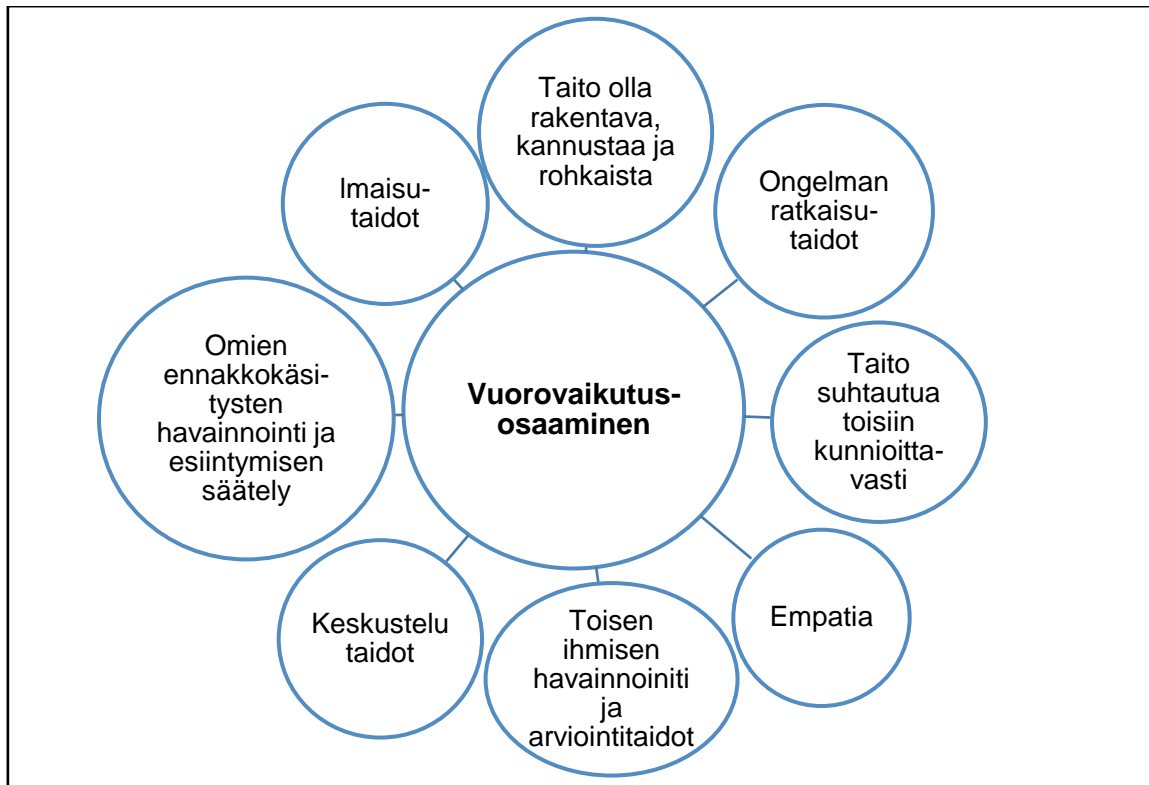 Taito olla
rakentava,
kannustaa ja
rohkaista
Ongelman
ratkaisu-
taidot
Taito
suhtautua
toisiin
kunnioitta-
vasti
Empatia
Toisen
ihmisen
havainnoiniti
ja
arviointitaidot
Keskustelu
taidot
Omien
ennakkokäsi-
tysten
havainnointi ja
esiintymisen
säätely
Imaisu-
taidot
Vuorovaikutus-
osaaminen